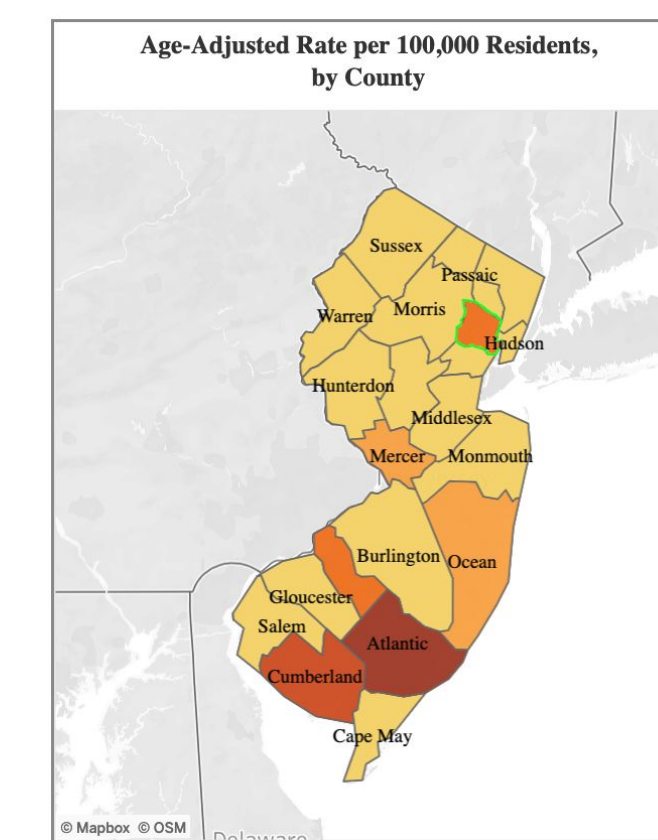 Age-Adjusted Rate per 100,000 Residents,
by County
Sussex
Passaic
Morris
Warren
Hudson
Hunterdon
Middlesex
Mercer
Monmouth
Burlington
Ocean
Gloucester
Salem
Atlantic
Cumberland
Cape May
© Mapbox © OSM
Delaware